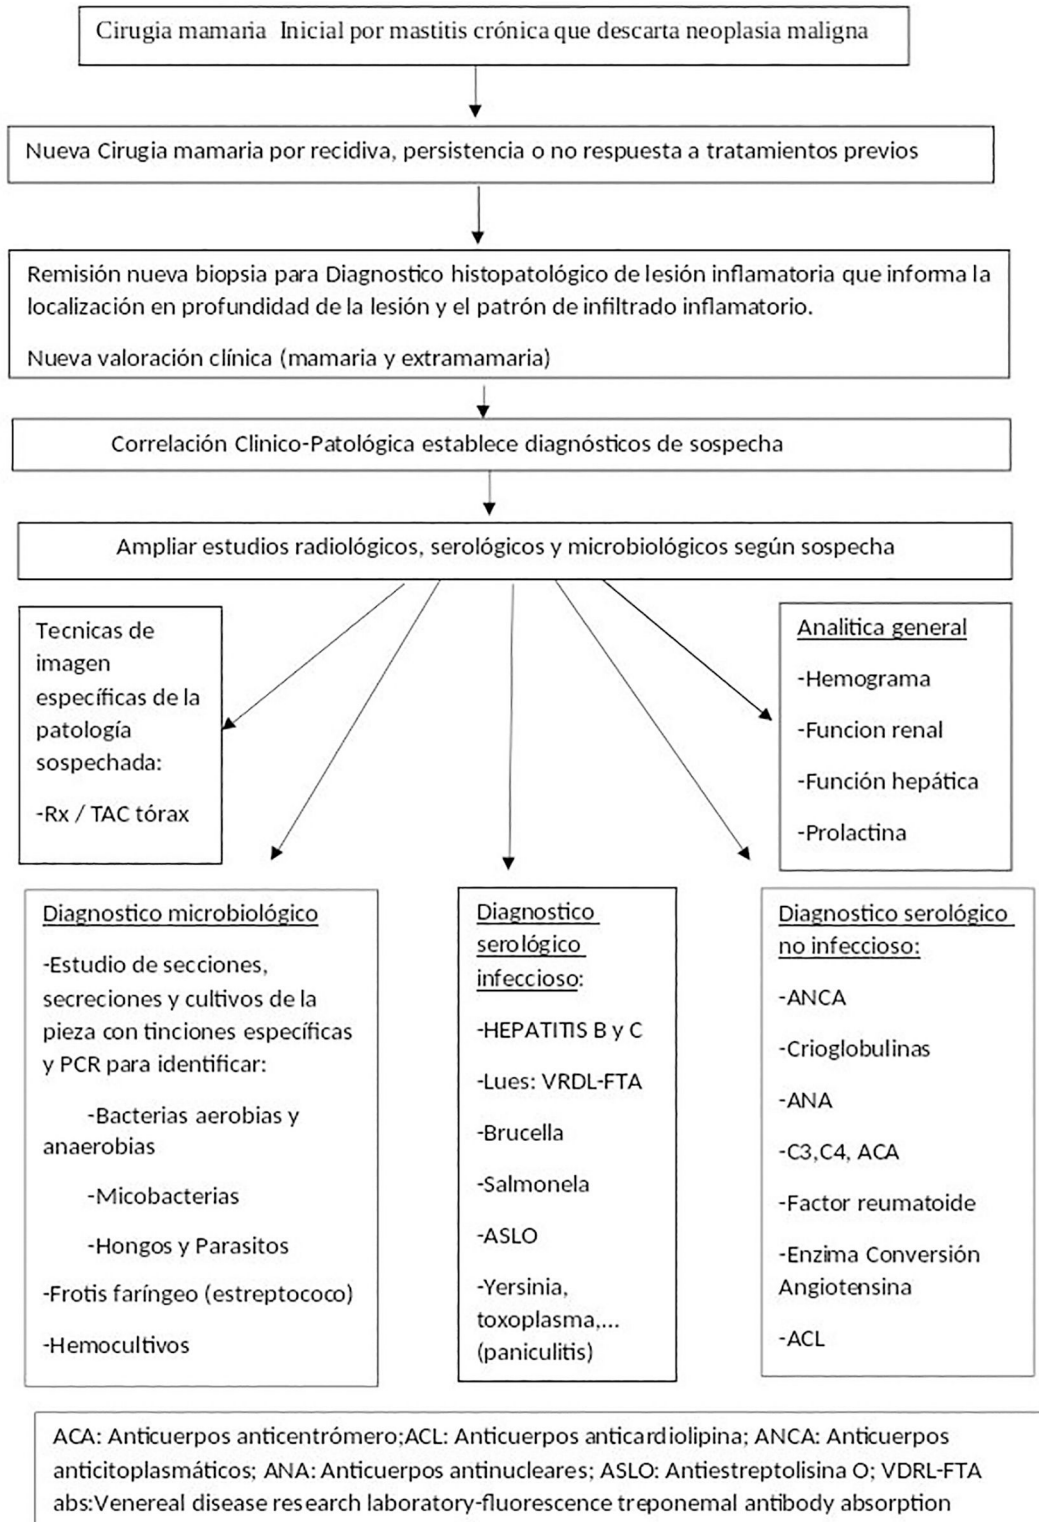 Cirugia mamaria Inicial por mastitis crónica que descarta neoplasia maligna
Nueva Cirugia mamaria por recidiva, persistencia o no respuesta a tratamientos previos
Remisión nueva biopsia para Diagnostico histopatológico de lesión inflamatoria que informa la
localización en profundidad de la lesión y el patrón de infiltrado inflamatorio.
Nueva valoración clínica (mamaria y extramamaria)
Correlación Clinico-Patológica establece diagnósticos de sospecha
Ampliar estudios radiológicos, serológicos y microbiológicos según sospecha
Tecnicas de
imagen
específicas de la
patología
sospechada:
-Rx / TAC tórax
Analitica general
-Hemograma
-Funcion renal
-Función hepática
-Prolactina
Diagnostico microbiológico
-Estudio de secciones,
secreciones y cultivos de la
pieza con tinciones específicas
y PCR para identificar:
-Bacterias aerobias y
anaerobias
-Micobacterias
-Hongos y Parasitos
-Frotis faríngeo (estreptococo)
-Hemocultivos
Diagnostico
serológico
infeccioso:
-HEPATITIS B y C
-Lues: VRDL-FTA
-Brucella
-Salmonela
-ASLO
-Yersinia,
toxoplasma,...
(paniculitis)
Diagnostico serológico
no infeccioso:
-ANCA
-Crioglobulinas
-ANA
-C3,C4, ACA
-Factor reumatoide
-Enzima Conversión
Angiotensina
-ACL
ACA: Anticuerpos anticentrómero;ACL: Anticuerpos anticardiolipina; ANCA: Anticuerpos
anticitoplasmáticos; ANA: Anticuerpos antinucleares; ASLO: Antiestreptolisina O; VDRL-FTA
abs:Venereal disease research laboratory-fluorescence treponemal antibody absorption